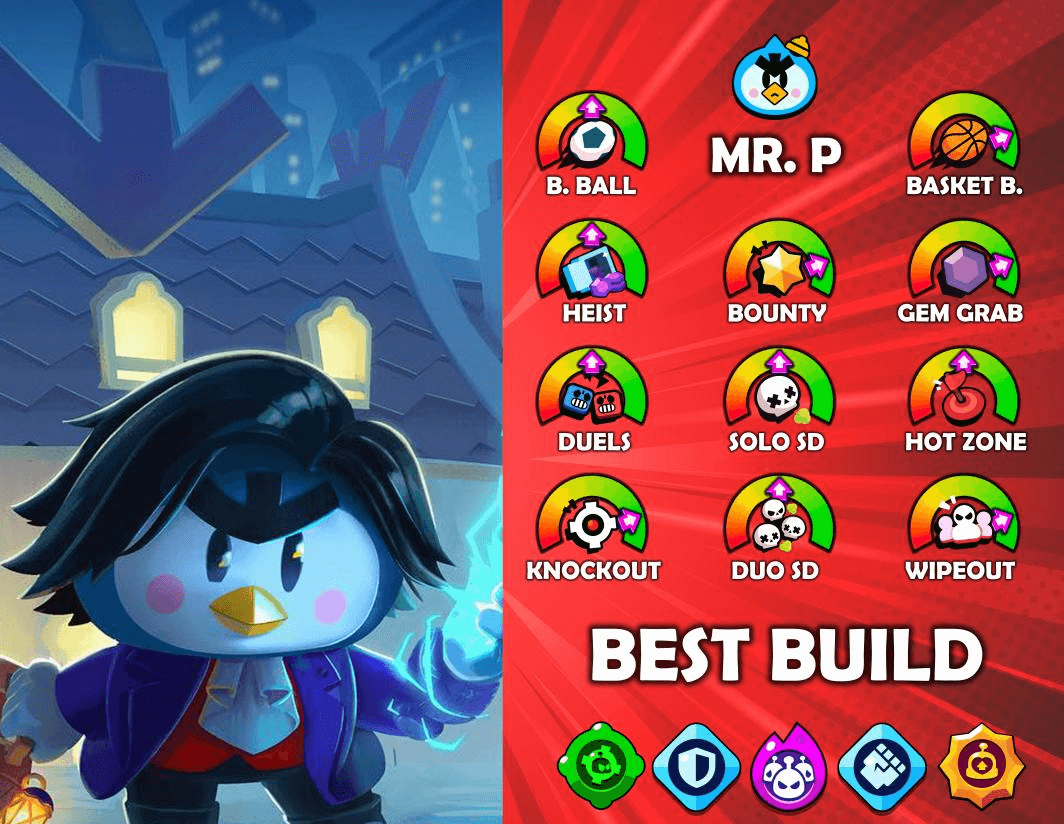 MR. P
B. BALL
BASKET B.
HEIST
BOUNTY
GEM GRAB
DUELS
SOLO SD
HOT ZONE
KNOCKOUT
DUO SD
WIPEOUT
BEST BUILD